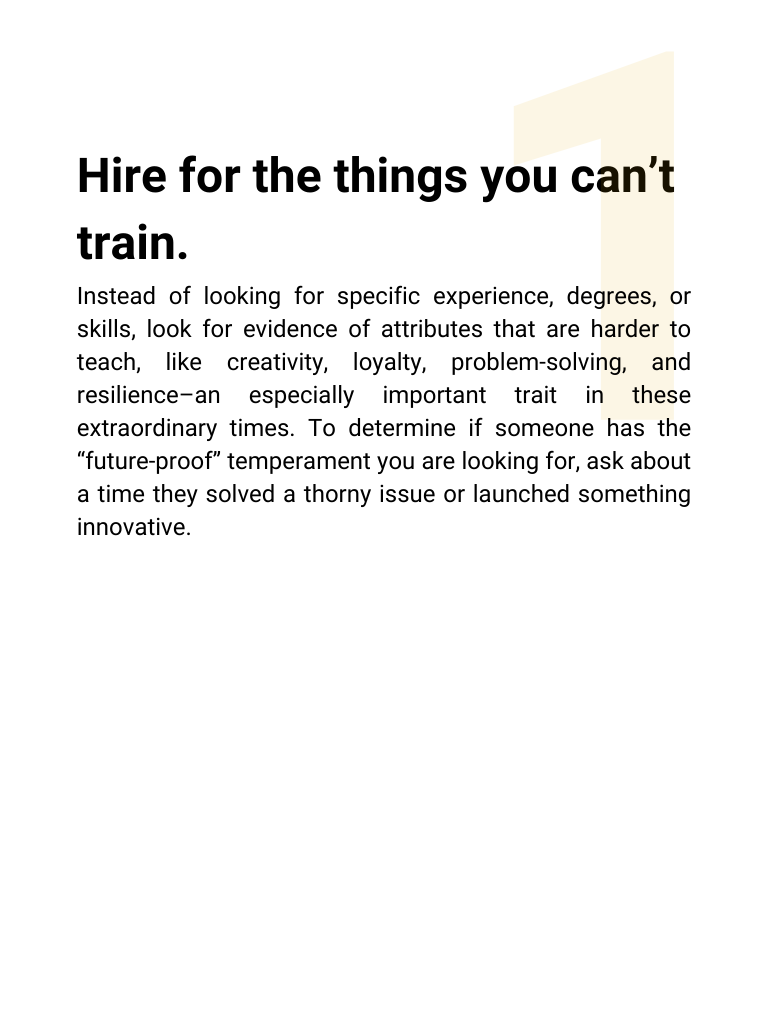 1
Hire for the things you can’t
train.
Instead of looking for specific experience, degrees, or
skills, look for evidence of attributes that are harder to
teach, like creativity, loyalty, problem-solving, and
resilience–an especially important trait in these
extraordinary times. To determine if someone has the
“future-proof” temperament you are looking for, ask about
a time they solved a thorny issue or launched something
innovative.